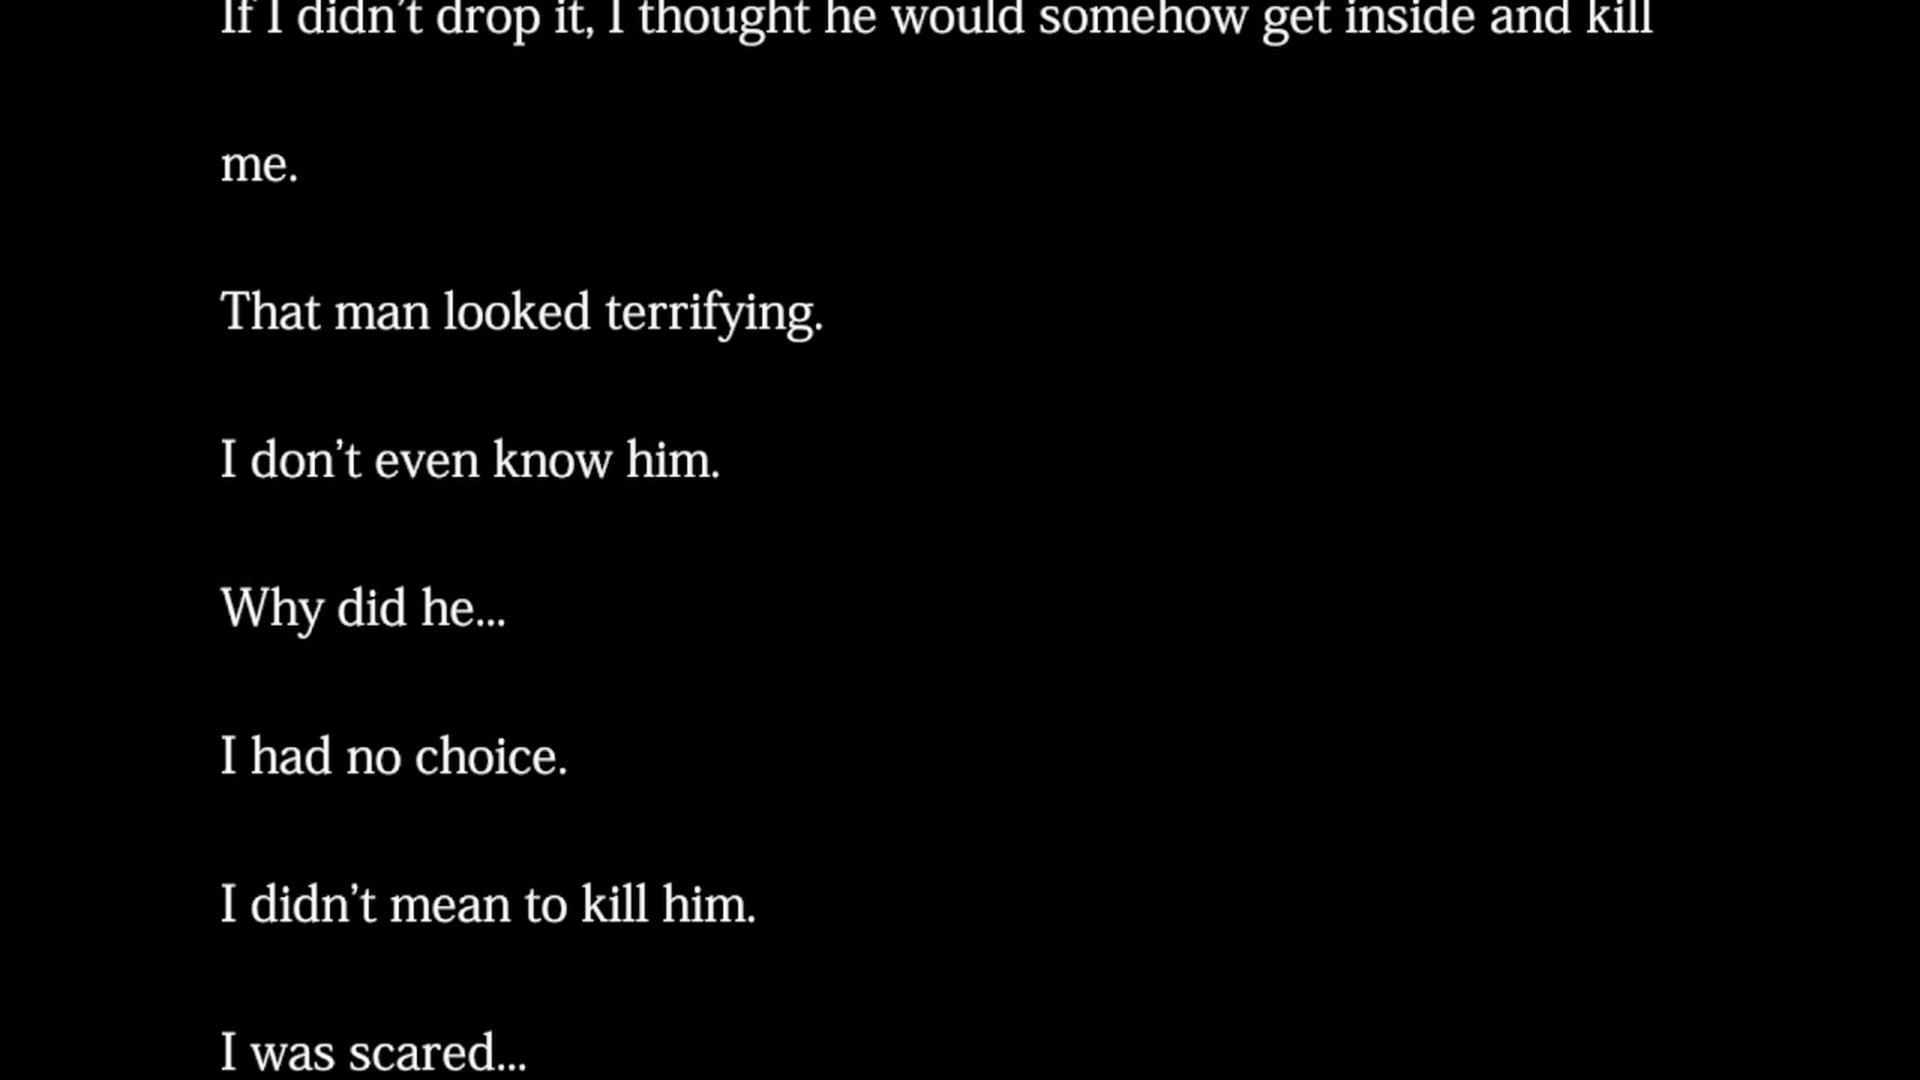 If I didn’t drop it, I thought he would somehow get inside and kill
me.
That man looked terrifying.
I don’t even know him.
Why did he...
I had no choice.
I didn’t mean to kill him.
I was scared...